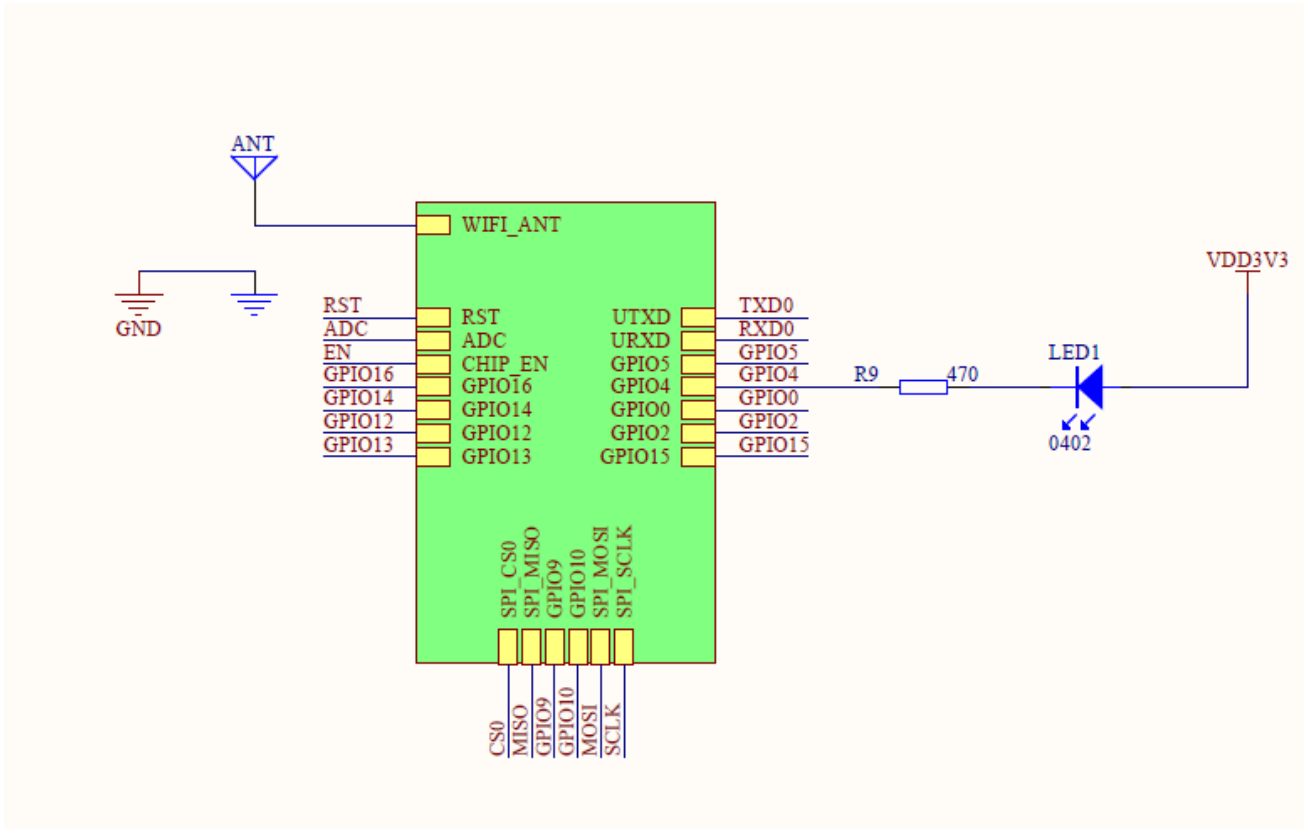 ANT
WIFI_ANT
VDD3V3
GND
RST
ADC
EN
GPIO16
GPIO14
GPIO12
GPIO13
RST
ADC
CHIP_EN
GPIO16
GPIO14
GPIO12
GPIO13
UTXD
URXD
GPIO5
GPIO4
GPIO0
GPIO2
GPIO15
TXD0
RXD0
GPIO5
GPIO4
GPIO0
GPIO2
GPIO15
R9
470
LED1
0402
SPI_CS0
SPI_MISO
GPIO9
GPIO10
SPI_MOSI
SPI_SCLK
CS0
MISO
GPIO9
GPIO10
MOSI
SCLK